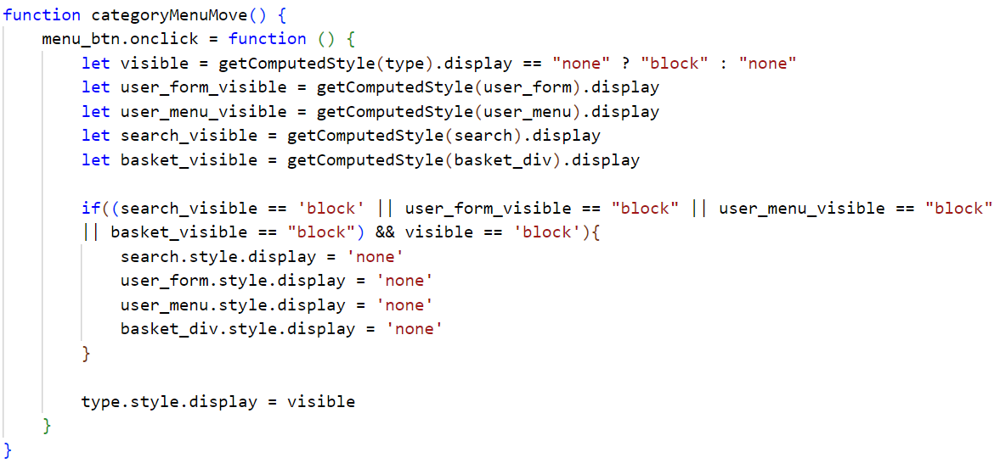 function categoryMenuMove() {
    menu_btn.onclick = function () {
        let visible = getComputedStyle(type).display == "none" ? "block" : "none"
        let user_form_visible = getComputedStyle(user_form).display
        let user_menu_visible = getComputedStyle(user_menu).display
        let search_visible = getComputedStyle(search).display
        let basket_visible = getComputedStyle(basket_div).display

        if((search_visible == 'block' || user_form_visible == "block" || user_menu_visible == "block"
        || basket_visible == "block") && visible == 'block'){
            search.style.display = 'none'
            user_form.style.display = 'none'
            user_menu.style.display = 'none'
            basket_div.style.display = 'none'
        }

        type.style.display = visible
    }
}